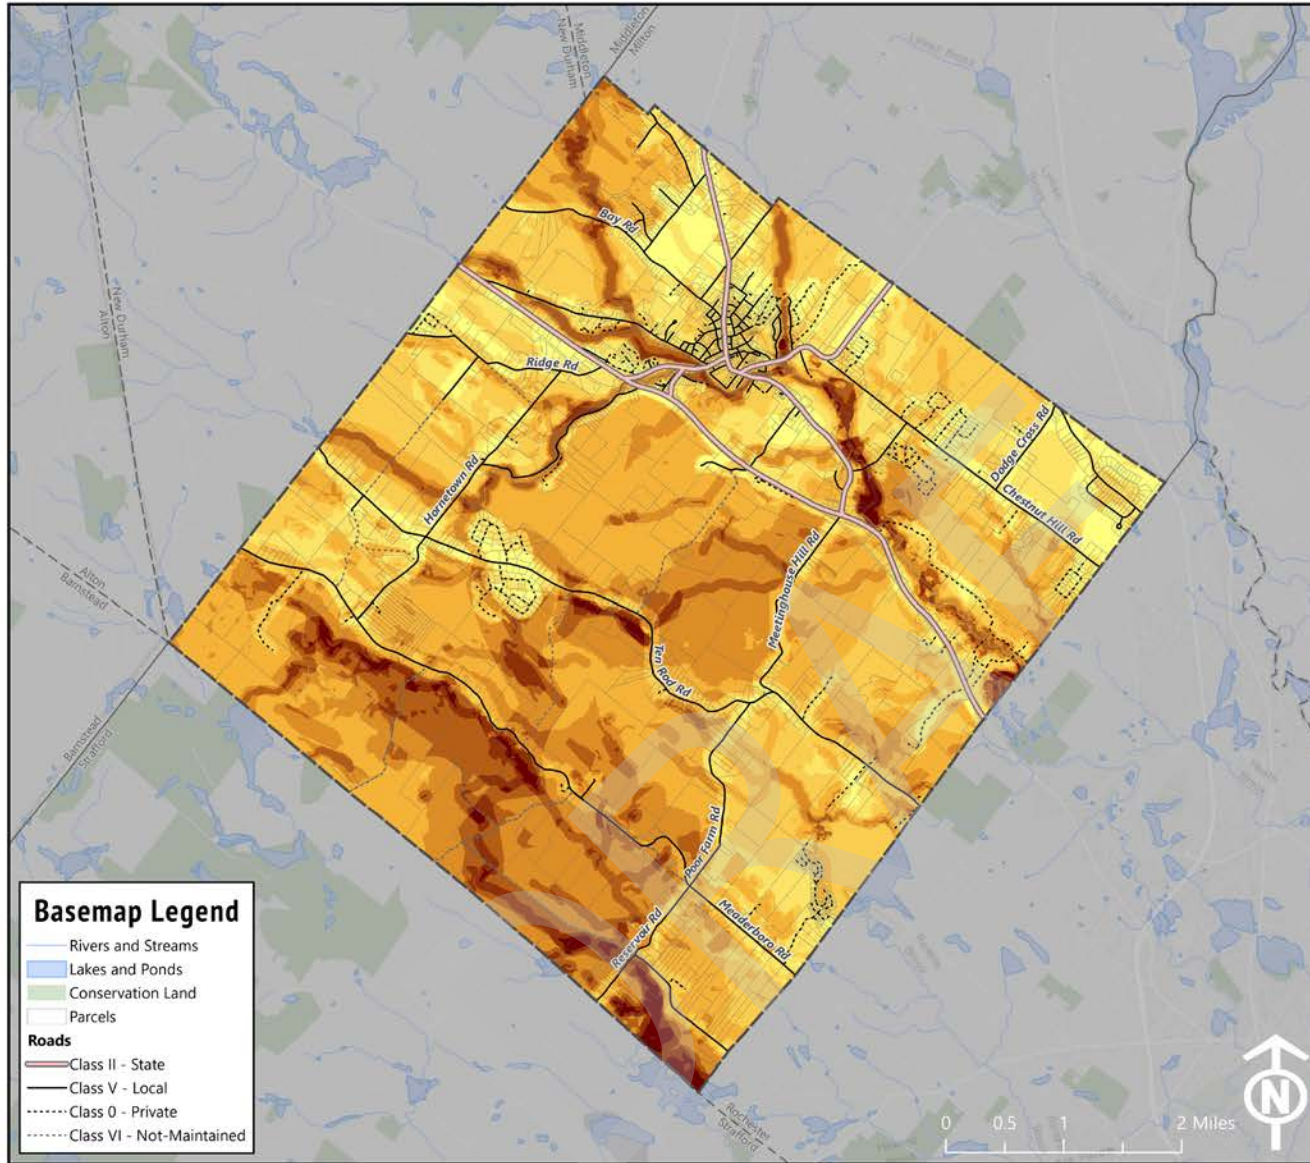 Middleton
New Durham
Middleton
Milton
New Durham
Alton
Bay Rd
Ridge Rd
Hornetown Rd
Dodge Cross Rd
Chestnut Hill Rd
Meetinghouse Hill Rd
Alton
Barnstead
Ten Rod Rd
Barnstead
Strafford
Poor Farm Rd
Reservoir Rd
Meaderboro Rd
Rochester
Strafford
Basemap Legend
Rivers and Streams
Lakes and Ponds
Conservation Land
Parcels
Roads
Class II - State
Class V - Local
Class 0 - Private
Class VI - Not-Maintained
0 0.5 1 2 Miles
N